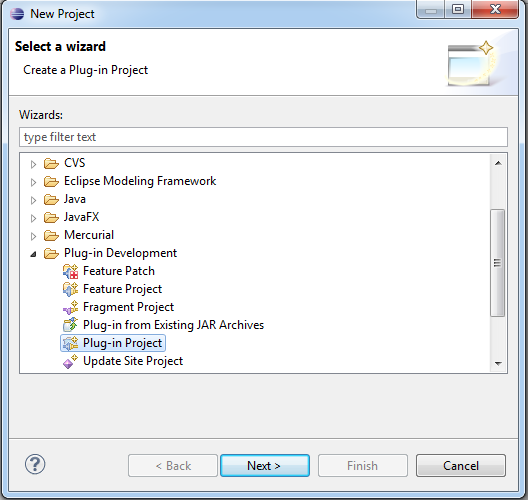 New Project
Select a wizard
Create a Plug-in Project
Wizards:
type filter text
CVS
Eclipse Modeling Framework
Java
JavaFX
Mercurial
Plug-in Development
Feature Patch
Feature Project
Fragment Project
Plug-in from Existing JAR Archives
Plug-in Project
Update Site Project
?
< Back
Next >
Finish
Cancel